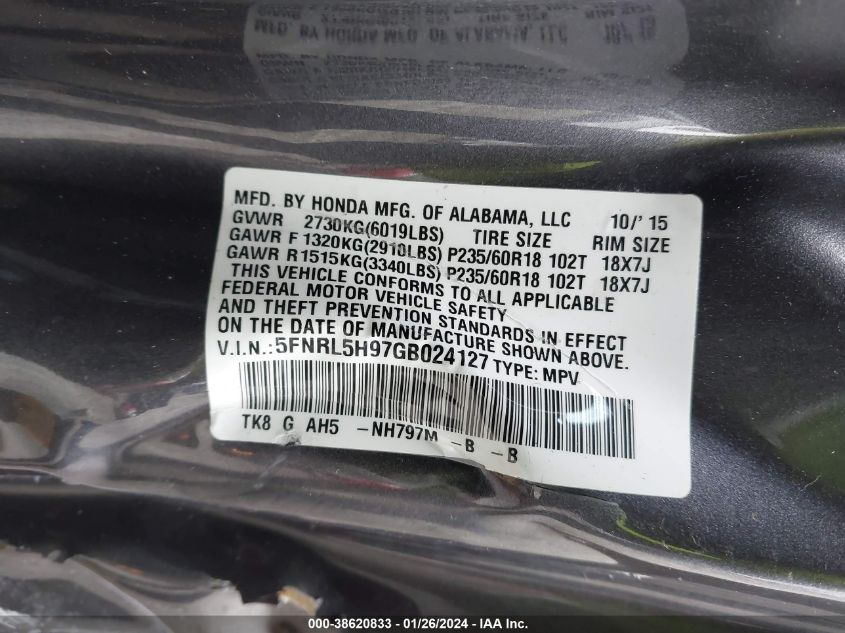 MFD. BY HONDA MFG. OF ALABAMA, LLC 10/' 15
GVWR 2730KG(6019LBS) TIRE SIZE RIM SIZE
GAWR F 1320KG(2910LBS) P235/60R18 102T 18X7J
GAWR R 1515KG(3340LBS) P235/60R18 102T 18X7J
THIS VEHICLE CONFORMS TO ALL APPLICABLE
FEDERAL MOTOR VEHICLE SAFETY
AND THEFT PREVENTION STANDARDS IN EFFECT
ON THE DATE OF MANUFACTURE SHOWN ABOVE.
V.I.N.: 5FNRL5H97GB024127 TYPE: MPV
TK8 G AH5 -NH797M -B -B
000-38620833 - 01/26/2024 - IAA Inc.